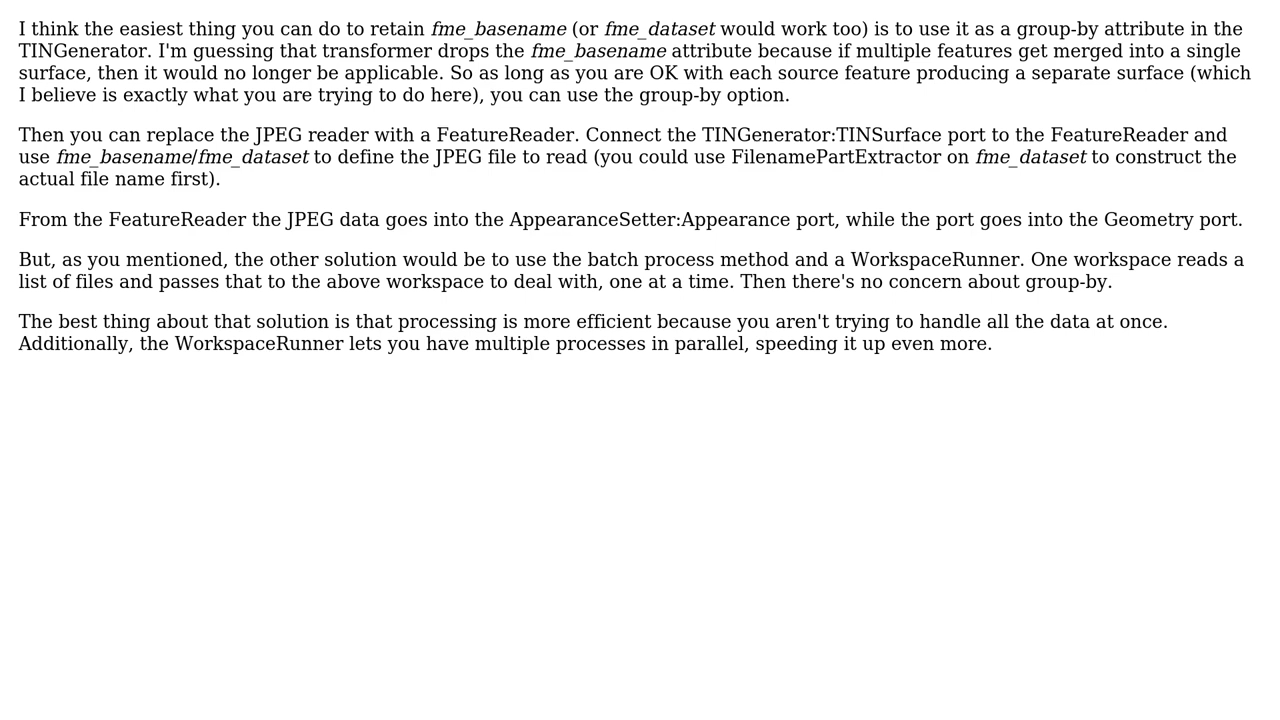 I think the easiest thing you can do to retain fme_basename (or fme_dataset would work too) is to use it as a group-by attribute in the
TINGenerator. I'm guessing that transformer drops the fme_basename attribute because if multiple features get merged into a single
surface, then it would no longer be applicable. So as long as you are OK with each source feature producing a separate surface (which
I believe is exactly what you are trying to do here), you can use the group-by option.
Then you can replace the JPEG reader with a FeatureReader. Connect the TINGenerator:TINSurface port to the FeatureReader and
use fme_basename/fme_dataset to define the JPEG file to read (you could use FilenamePartExtractor on fme_dataset to construct the
actual file name first).
From the FeatureReader the JPEG data goes into the AppearanceSetter:Appearance port, while the port goes into the Geometry port.
But, as you mentioned, the other solution would be to use the batch process method and a WorkspaceRunner. One workspace reads a
list of files and passes that to the above workspace to deal with, one at a time. Then there's no concern about group-by.
The best thing about that solution is that processing is more efficient because you aren't trying to handle all the data at once.
Additionally, the WorkspaceRunner lets you have multiple processes in parallel, speeding it up even more.